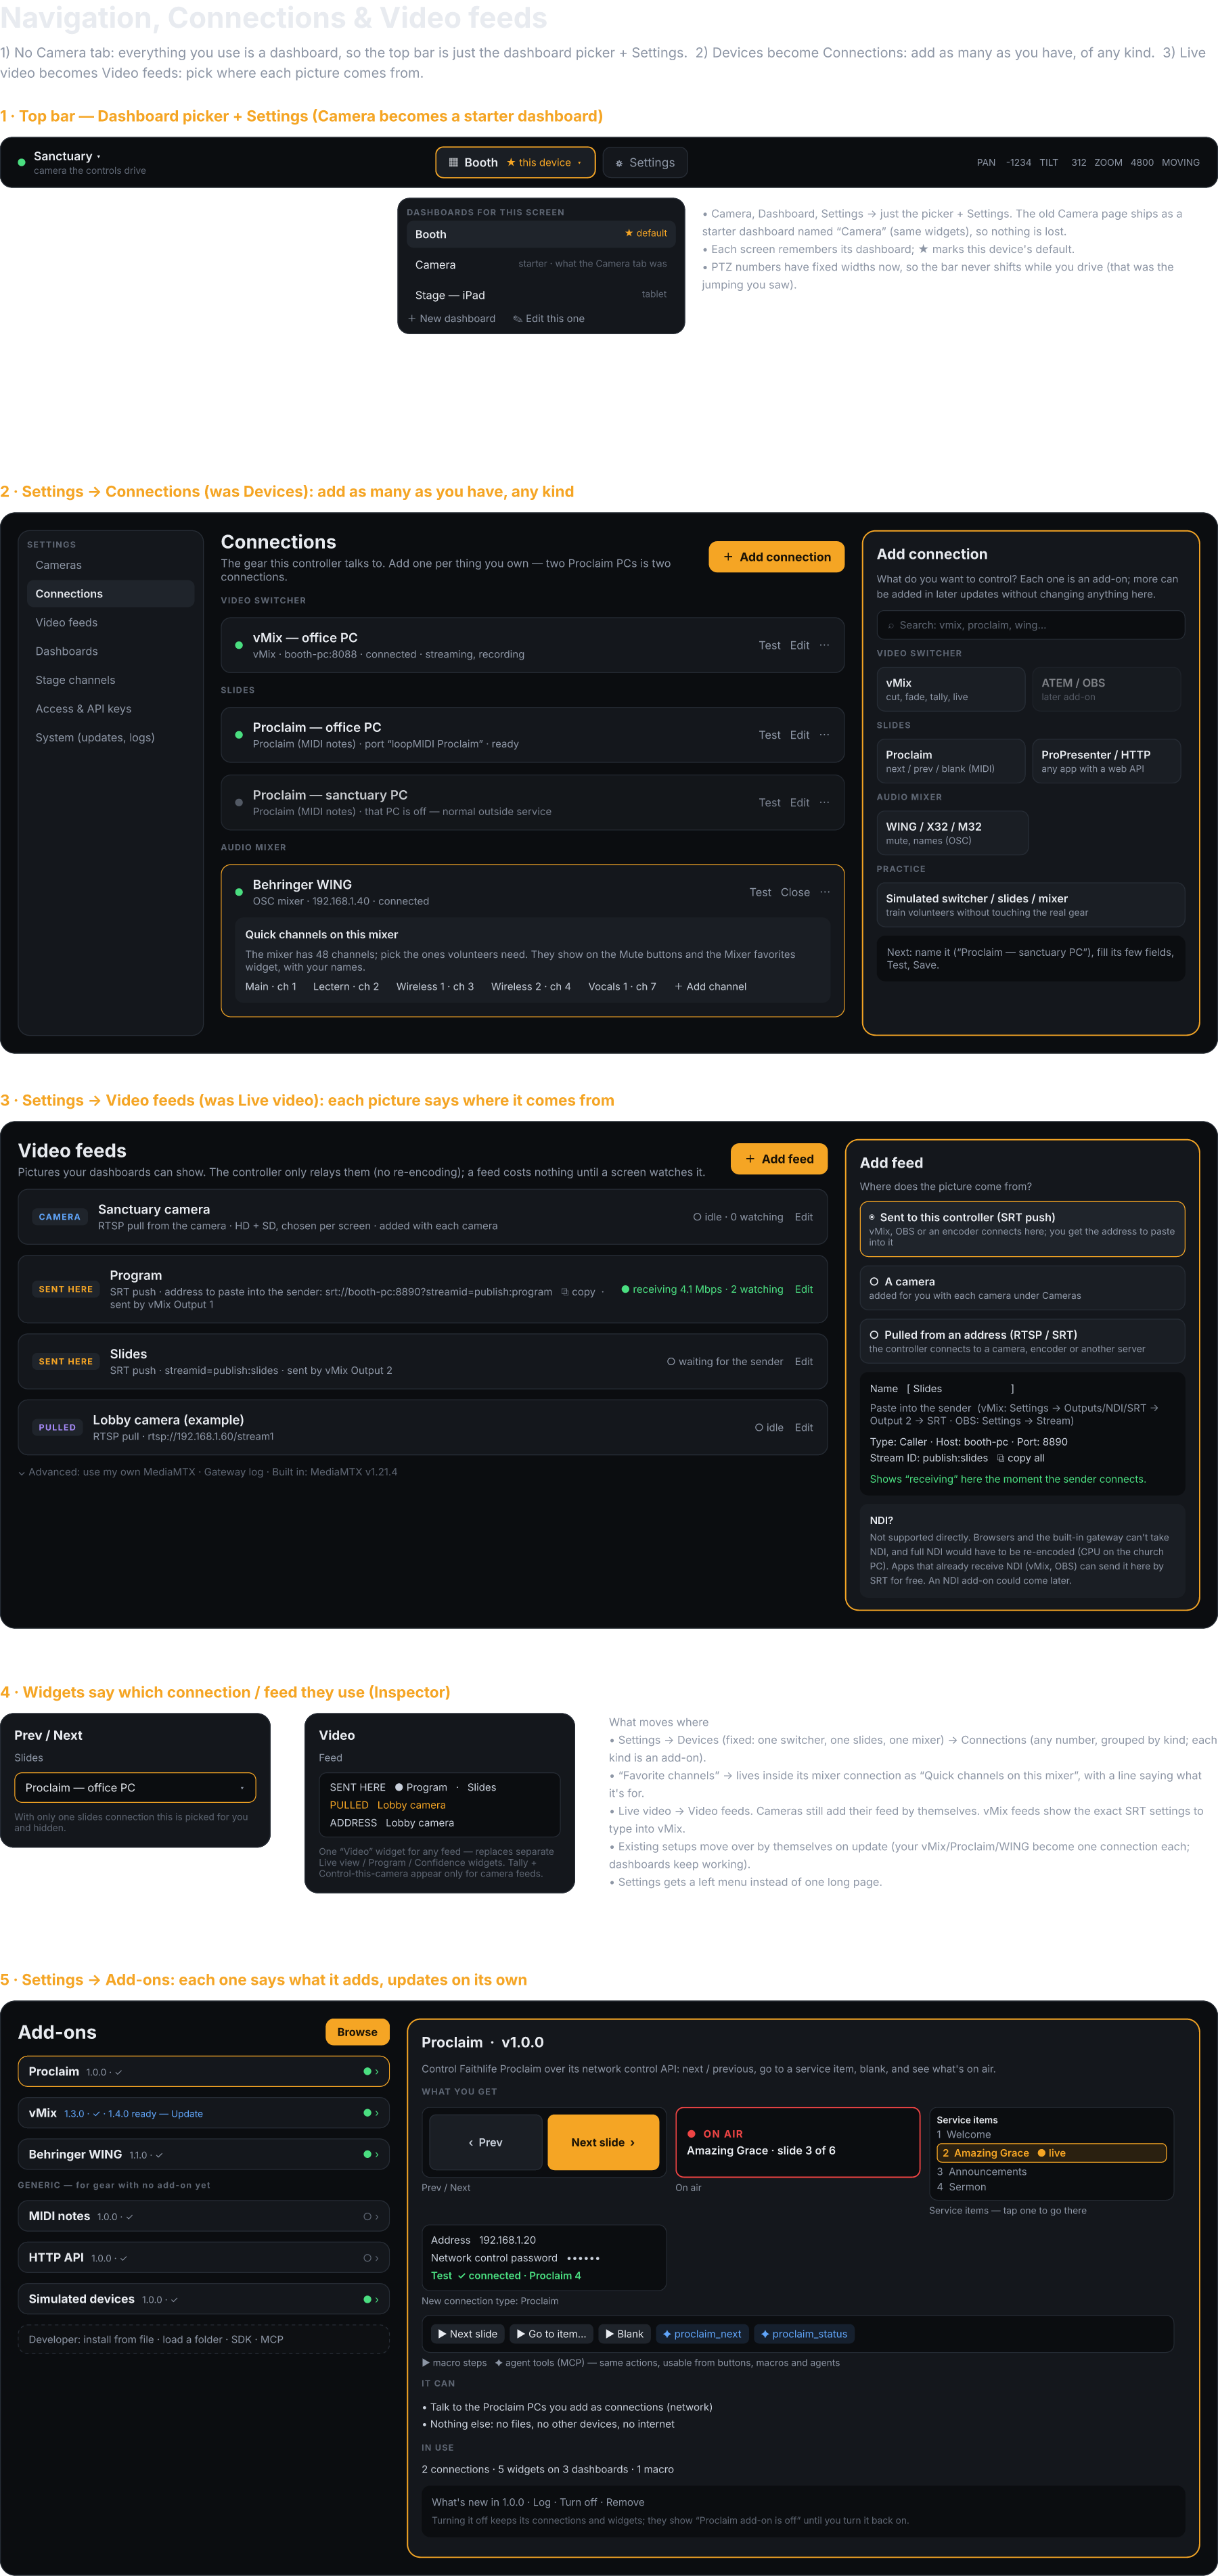 Navigation, Connections & Video feeds
1) No Camera tab: everything you use is a dashboard, so the top bar is just the dashboard picker + Settings.  2) Devices become Connections: add as many as you have, of any kind.  3) Live
video becomes Video feeds: pick where each picture comes from.
1 · Top bar — Dashboard picker + Settings (Camera becomes a starter dashboard)
Sanctuary
camera the controls drive
Booth ★ this device
Settings
PAN -1234 TILT 312 ZOOM 4800 MOVING
DASHBOARDS FOR THIS SCREEN
Booth ★ default
Camera starter · what the Camera tab was
Stage — iPad tablet
+ New dashboard ✎ Edit this one
• Camera, Dashboard, Settings → just the picker + Settings. The old Camera page ships as a
starter dashboard named “Camera” (same widgets), so nothing is lost.
• Each screen remembers its dashboard; ★ marks this device's default.
• PTZ numbers have fixed widths now, so the bar never shifts while you drive (that was the
jumping you saw).
2 · Settings → Connections (was Devices): add as many as you have, any kind
SETTINGS
Cameras
Connections
Video feeds
Dashboards
Stage channels
Access & API keys
System (updates, logs)
Connections
The gear this controller talks to. Add one per thing you own — two Proclaim PCs is two
connections.
+ Add connection
VIDEO SWITCHER
vMix — office PC
vMix · booth-pc:8088 · connected · streaming, recording
Test Edit ···
SLIDES
Proclaim — office PC
Proclaim (MIDI notes) · port “loopMIDI Proclaim” · ready
Test Edit ···
Proclaim — sanctuary PC
Proclaim (MIDI notes) · that PC is off — normal outside service
Test Edit ···
AUDIO MIXER
Behringer WING
OSC mixer · 192.168.1.40 · connected
Test Close ···
Quick channels on this mixer
The mixer has 48 channels; pick the ones volunteers need. They show on the Mute buttons and the Mixer favorites
widget, with your names.
Main · ch 1 Lectern · ch 2 Wireless 1 · ch 3 Wireless 2 · ch 4 Vocals 1 · ch 7 + Add channel
Add connection
What do you want to control? Each one is an add-on; more can
be added in later updates without changing anything here.
Search: vmix, proclaim, wing…
VIDEO SWITCHER
vMix
cut, fade, tally, live
ATEM / OBS
later add-on
SLIDES
Proclaim
next / prev / blank (MIDI)
ProPresenter / HTTP
any app with a web API
AUDIO MIXER
WING / X32 / M32
mute, names (OSC)
PRACTICE
Simulated switcher / slides / mixer
train volunteers without touching the real gear
Next: name it (“Proclaim — sanctuary PC”), fill its few fields,
Test, Save.
3 · Settings → Video feeds (was Live video): each picture says where it comes from
Video feeds
Pictures your dashboards can show. The controller only relays them (no re-encoding); a feed costs nothing until a screen watches it.
+ Add feed
CAMERA
Sanctuary camera
RTSP pull from the camera · HD + SD, chosen per screen · added with each camera
○ idle · 0 watching Edit
SENT HERE
Program
SRT push · address to paste into the sender: srt://booth-pc:8890?streamid=publish:program ⧉ copy ·
sent by vMix Output 1
● receiving 4.1 Mbps · 2 watching Edit
SENT HERE
Slides
SRT push · streamid=publish:slides · sent by vMix Output 2
○ waiting for the sender Edit
PULLED
Lobby camera (example)
RTSP pull · rtsp://192.168.1.60/stream1
○ idle Edit
⌄ Advanced: use my own MediaMTX · Gateway log · Built in: MediaMTX v1.21.4
Add feed
Where does the picture come from?
◉ Sent to this controller (SRT push)
vMix, OBS or an encoder connects here; you get the address to paste
into it
○ A camera
added for you with each camera under Cameras
○ Pulled from an address (RTSP / SRT)
the controller connects to a camera, encoder or another server
Name [ Slides ]
Paste into the sender (vMix: Settings → Outputs/NDI/SRT →
Output 2 → SRT · OBS: Settings → Stream)
Type: Caller · Host: booth-pc · Port: 8890
Stream ID: publish:slides ⧉ copy all
Shows “receiving” here the moment the sender connects.
NDI?
Not supported directly. Browsers and the built-in gateway can't take
NDI, and full NDI would have to be re-encoded (CPU on the church
PC). Apps that already receive NDI (vMix, OBS) can send it here by
SRT for free. An NDI add-on could come later.
4 · Widgets say which connection / feed they use (Inspector)
Prev / Next
Slides
Proclaim — office PC
With only one slides connection this is picked for you
and hidden.
Video
Feed
SENT HERE ● Program · Slides
PULLED Lobby camera
ADDRESS Lobby camera
One “Video” widget for any feed — replaces separate
Live view / Program / Confidence widgets. Tally +
Control-this-camera appear only for camera feeds.
What moves where
• Settings → Devices (fixed: one switcher, one slides, one mixer) → Connections (any number, grouped by kind; each
kind is an add-on).
• “Favorite channels” → lives inside its mixer connection as “Quick channels on this mixer”, with a line saying what
it's for.
• Live video → Video feeds. Cameras still add their feed by themselves. vMix feeds show the exact SRT settings to
type into vMix.
• Existing setups move over by themselves on update (your vMix/Proclaim/WING become one connection each;
dashboards keep working).
• Settings gets a left menu instead of one long page.
5 · Settings → Add-ons: each one says what it adds, updates on its own
Add-ons
Browse
Proclaim 1.0.0 · ✓
vMix 1.3.0 · ✓ · 1.4.0 ready — Update
Behringer WING 1.1.0 · ✓
GENERIC — for gear with no add-on yet
MIDI notes 1.0.0 · ✓
HTTP API 1.0.0 · ✓
Simulated devices 1.0.0 · ✓
Developer: install from file · load a folder · SDK · MCP
Proclaim · v1.0.0
Control Faithlife Proclaim over its network control API: next / previous, go to a service item, blank, and see what's on air.
WHAT YOU GET
‹ Prev
Next slide ›
Prev / Next
● ON AIR
Amazing Grace · slide 3 of 6
On air
Service items
1 Welcome
2 Amazing Grace ● live
3 Announcements
4 Sermon
Service items — tap one to go there
Address 192.168.1.20
Network control password ••••••
Test ✓ connected · Proclaim 4
New connection type: Proclaim
▶ Next slide ▶ Go to item… ▶ Blank ✦ proclaim_next ✦ proclaim_status
▶ macro steps ✦ agent tools (MCP) — same actions, usable from buttons, macros and agents
IT CAN
• Talk to the Proclaim PCs you add as connections (network)
• Nothing else: no files, no other devices, no internet
IN USE
2 connections · 5 widgets on 3 dashboards · 1 macro
What's new in 1.0.0 · Log · Turn off · Remove
Turning it off keeps its connections and widgets; they show “Proclaim add-on is off” until you turn it back on.